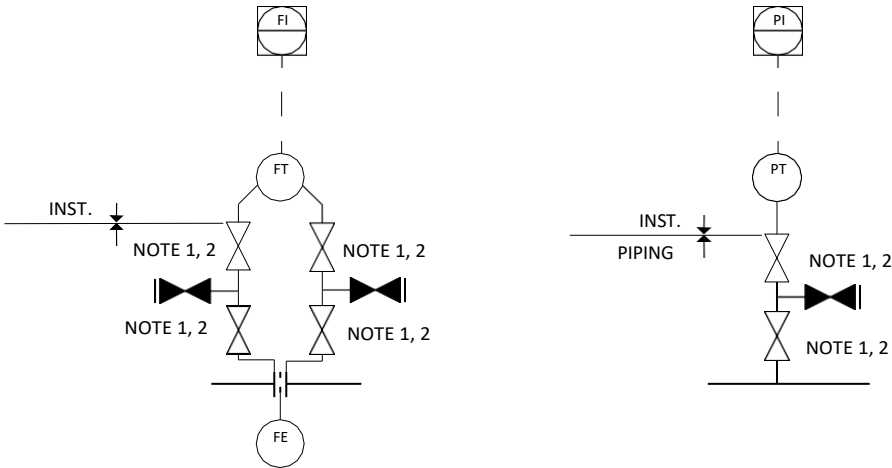 FI
PI
FT
PT
INST.
INST.
NOTE 1, 2
NOTE 1, 2
PIPING
NOTE 1, 2
NOTE 1, 2
NOTE 1, 2
NOTE 1, 2
FE